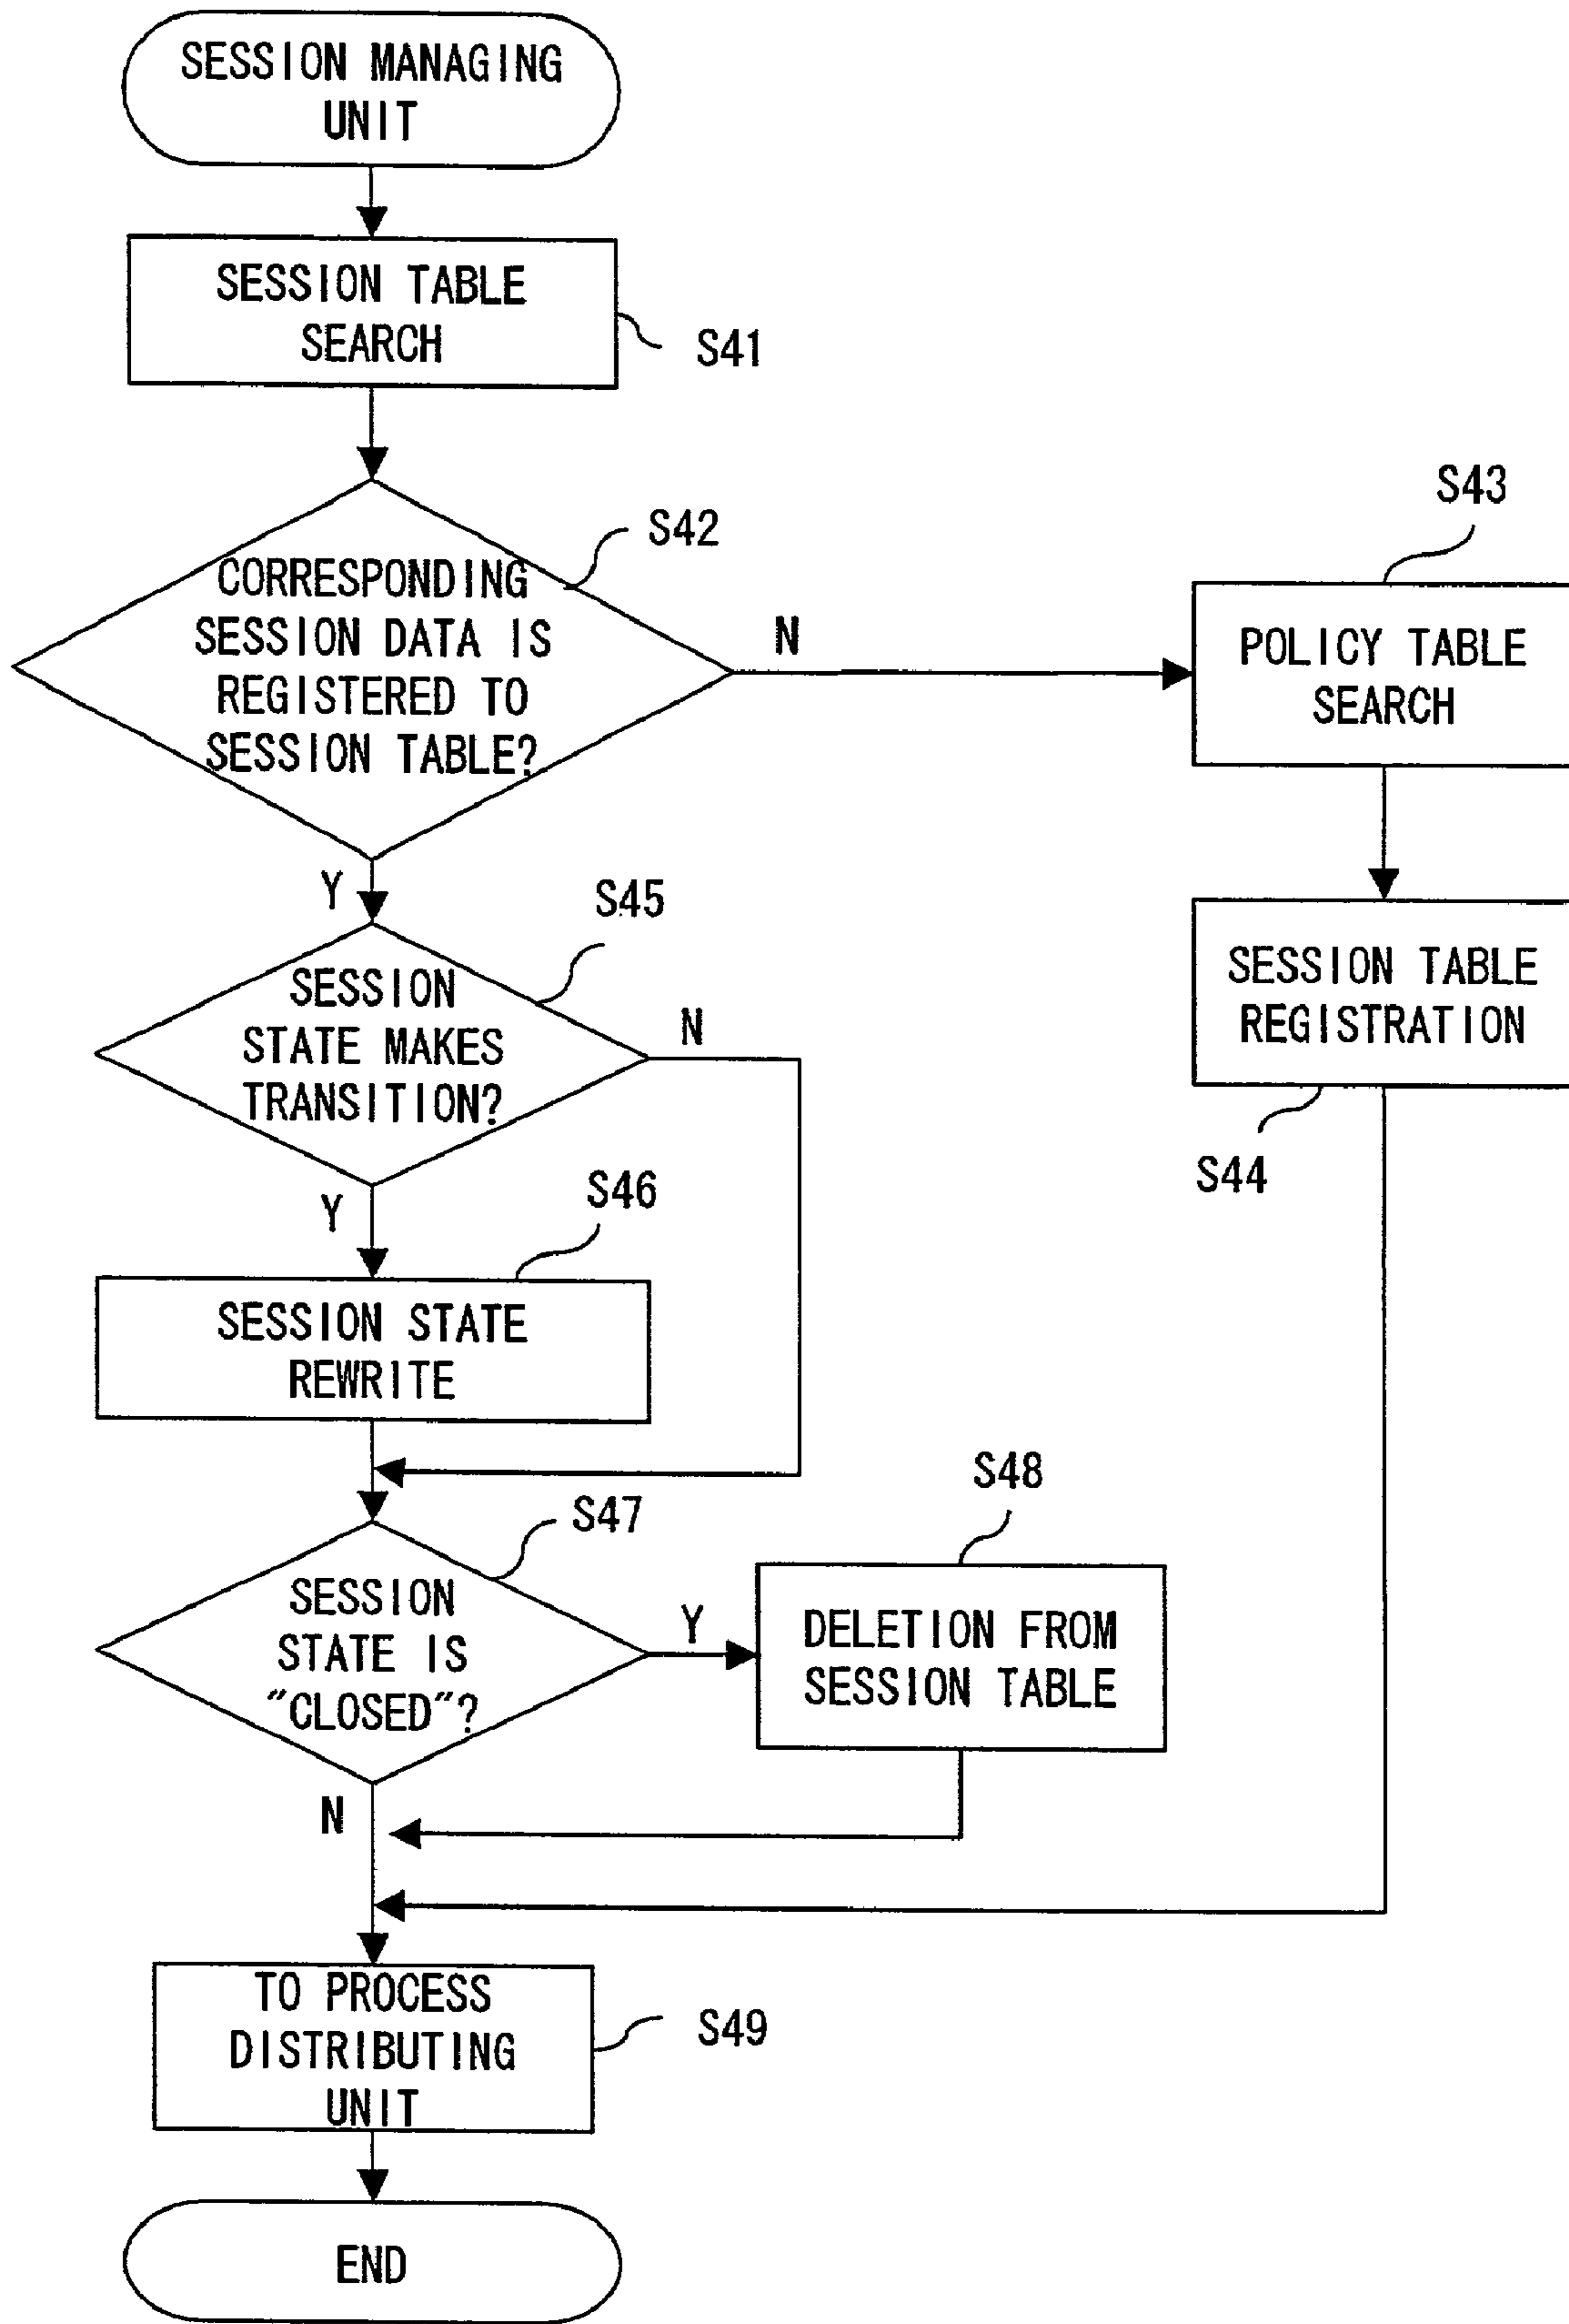 SESSION MANAGING
UNIT
SESSION TABLE
SEARCH
S41
S42
CORRESPONDING
SESSION DATA IS
REGISTERED TO
SESSION TABLE?
N
S43
POLICY TABLE
SEARCH
SESSION TABLE
REGISTRATION
S44
Y
S45
SESSION
STATE MAKES
TRANSITION?
N
Y
S46
SESSION STATE
REWRITE
S47
SESSION
STATE IS
"CLOSED"?
Y
S48
DELETION FROM
SESSION TABLE
N
TO PROCESS
DISTRIBUTING
UNIT
S49
END